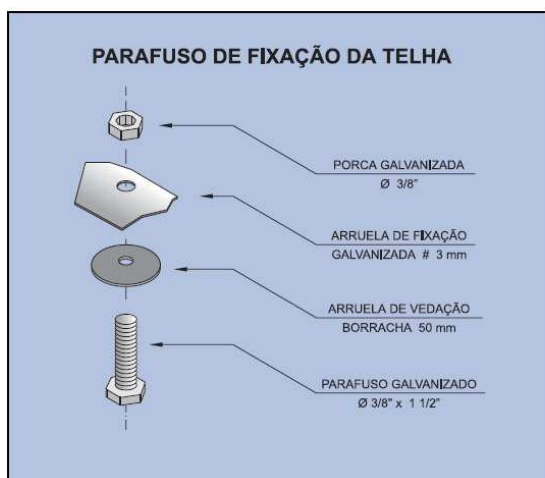 PARAFUSO DE FIXAÇÃO DA TELHA
PORCA GALVANIZADA
Ø 3/8"
ARRUELA DE FIXAÇÃO
GALVANIZADA # 3 mm
ARRUELA DE VEDAÇÃO
BORRACHA 50 mm
PARAFUSO GALVANIZADO
Ø 3/8" x 1 1/2"